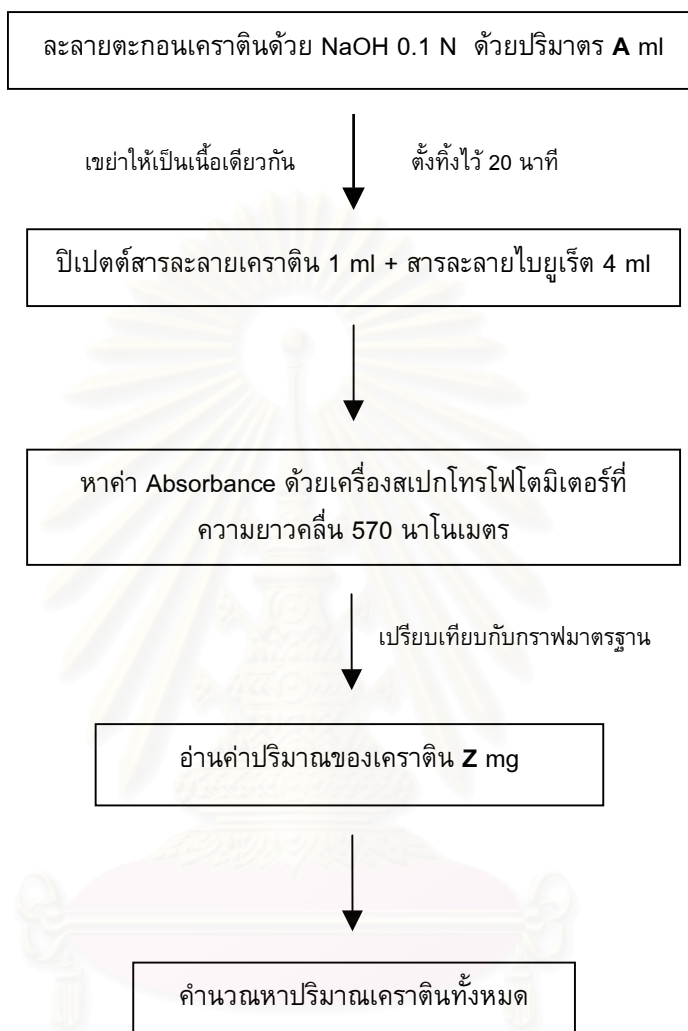 ละลายตะกอนเคราตินด้วย NaOH 0.1 N ด้วยปริมาตร A ml
เขย่าให้เป็นเนื้อเดียวกัน ตั้งทิ้งไว้ 20 นาที
ปิเปตต์สารละลายเคราติน 1 ml + สารละลายไบยูเร็ต 4 ml
หาค่า Absorbance ด้วยเครื่องสเปกโทรโฟโตมิเตอร์ที่
ความยาวคลื่น 570 นาโนเมตร
เปรียบเทียบกับกราฟมาตรฐาน
อ่านค่าปริมาณของเคราติน Z mg
คำนวณหาปริมาณเคราตินทั้งหมด